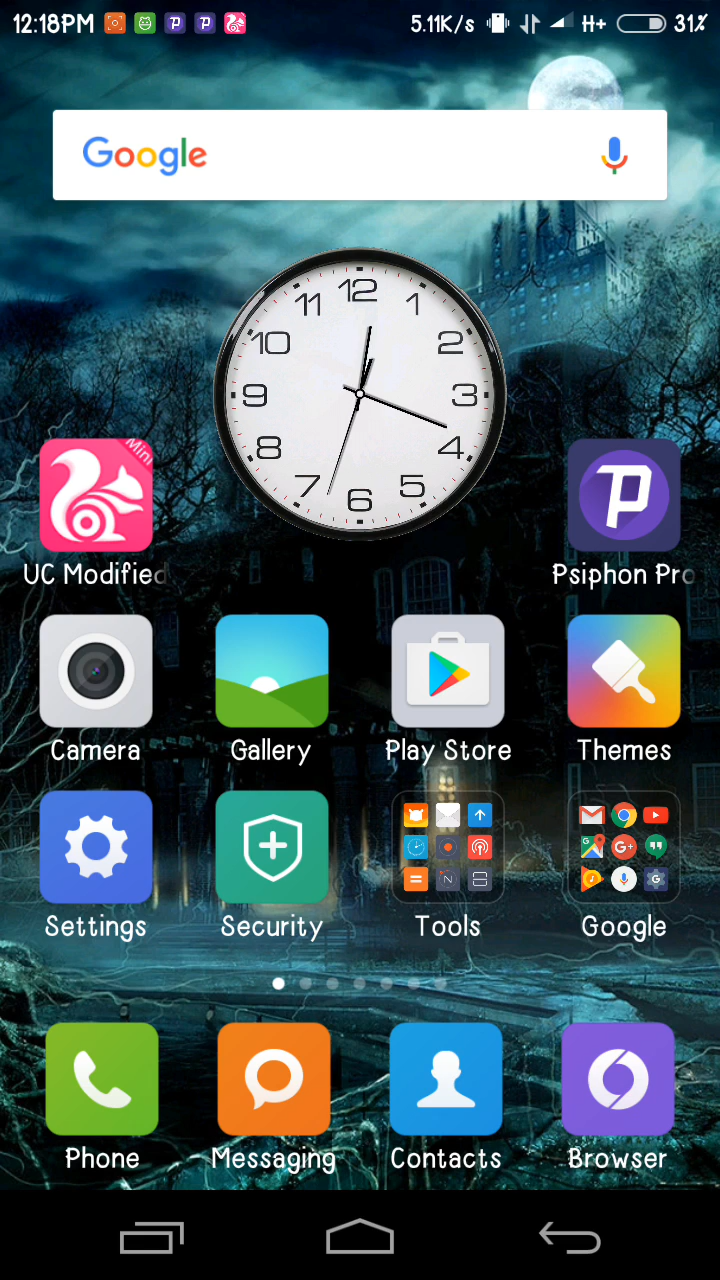 12:18PM 5.11K/s H+ 31%
Google
12
11 1
10 2
9 3
8 4
7 5
6
Mini
UC Modified Psiphon Pro
Camera Gallery Play Store Themes
Settings Security Tools Google
Phone Messaging Contacts Browser